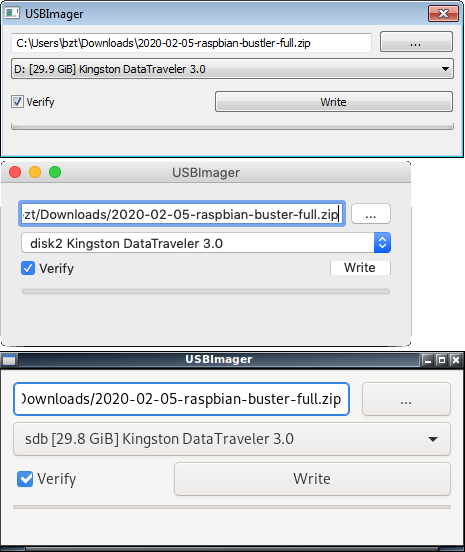 USBImager
C:\Users\bzt\Downloads\2020-02-05-raspbian-bustler-full.zip
...
D: [29.9 GiB] Kingston DataTraveler 3.0
Verify
Write
USBImager
ozt/Downloads/2020-02-05-raspbian-buster-full.zip
...
disk2 Kingston DataTraveler 3.0
Verify
Write
USBImager
Downloads/2020-02-05-raspbian-buster-full.zip
...
sdb [29.8 GiB] Kingston DataTraveler 3.0
Verify
Write